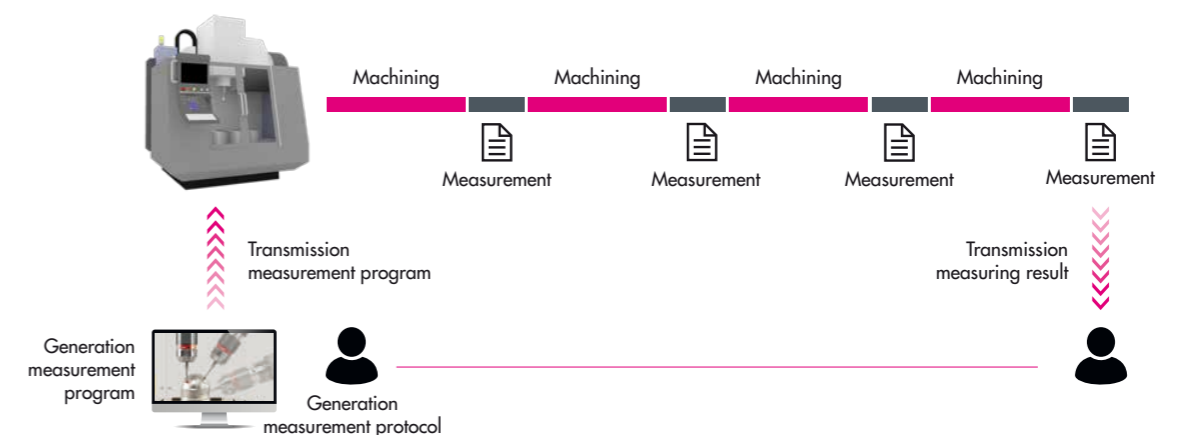 Machining
Machining
Machining
Machining
Measurement
Measurement
Measurement
Measurement
Transmission
measurement program
Transmission
measuring result
Generation
measurement
program
Generation
measurement protocol